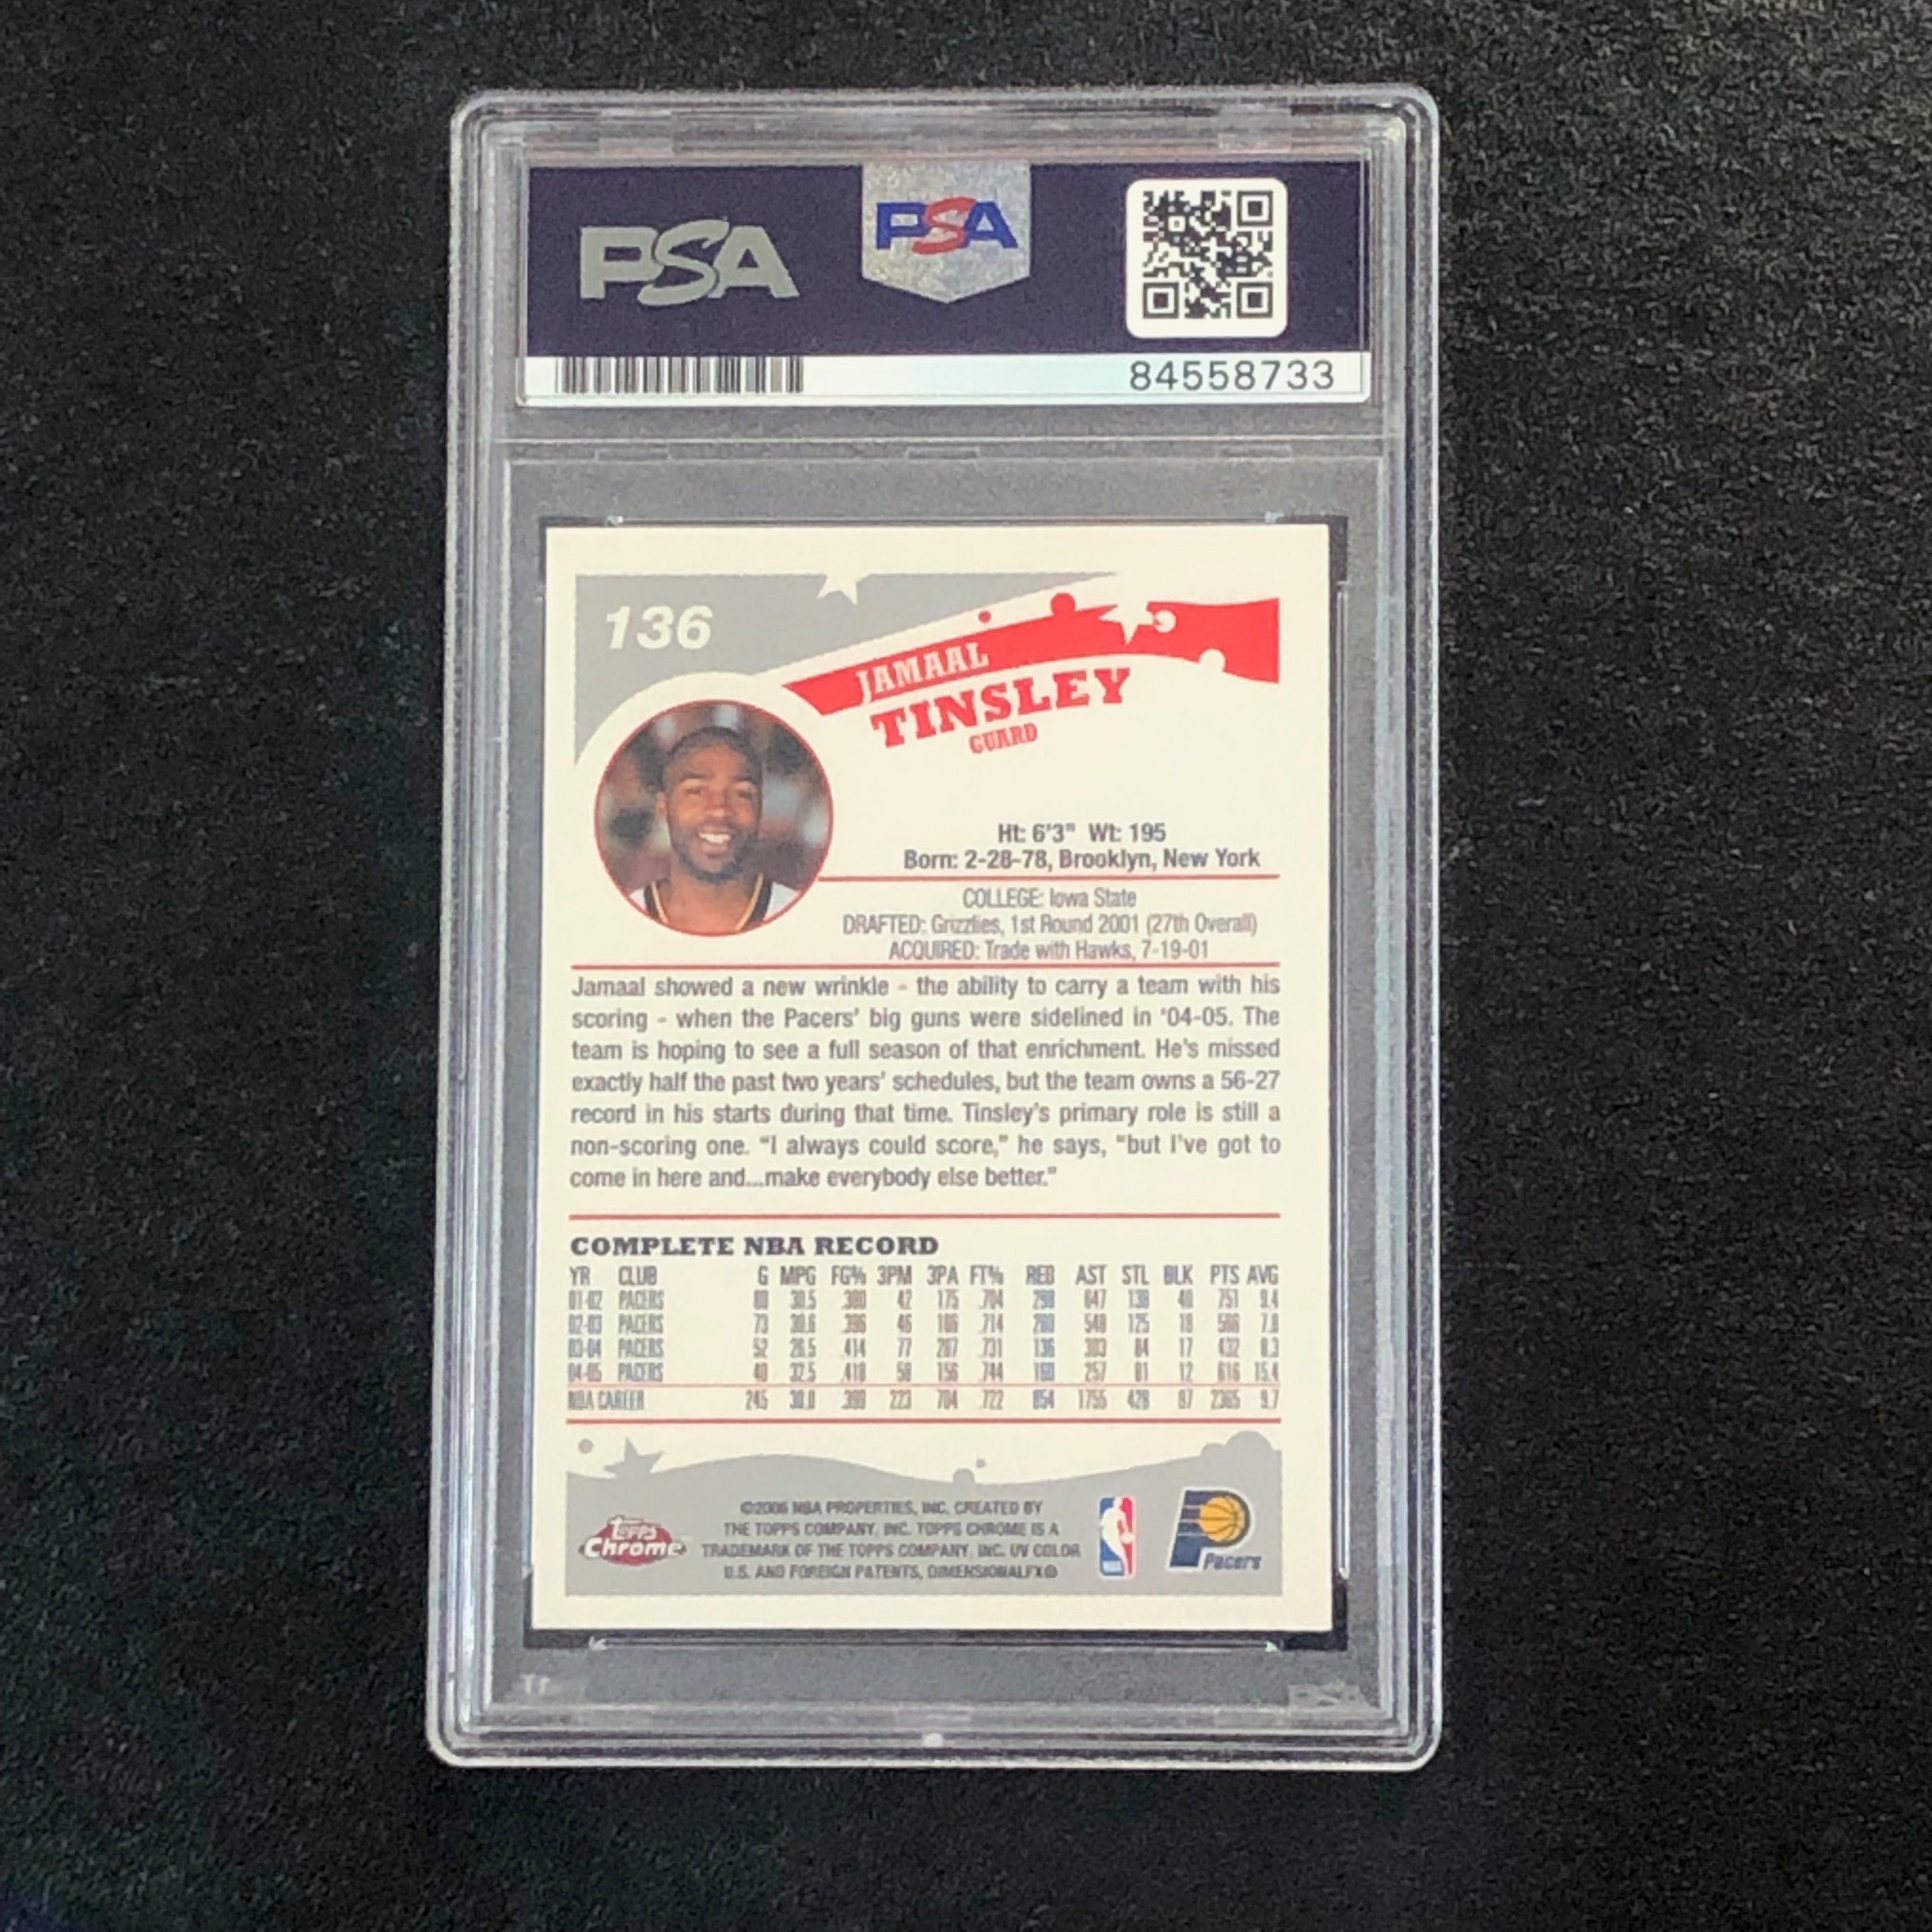 PSA
PSA
84558733
136
JAMAAL
TINSLEY
GUARD
Ht: 6'3" Wt: 195
Born: 2-28-78, Brooklyn, New York
COLLEGE: Iowa State
DRAFTED: Grizzlies, 1st Round 2001 (27th Overall)
ACQUIRED: Trade with Hawks, 7-19-01
Jamaal showed a new wrinkle - the ability to carry a team with his
scoring - when the Pacers' big guns were sidelined in '04-05. The
team is hoping to see a full season of that enrichment. He's missed
exactly half the past two years' schedules, but the team owns a 56-27
record in his starts during that time. Tinsley's primary role is still a
non-scoring one. "I always could score," he says, "but I've got to
come in here and...make everybody else better."
COMPLETE NBA RECORD
YR CLUB G MPG FG% 3PM 3PA FT% REB AST STL BLK PTS AVG
01-02 PACERS 80 30.5 .380 42 175 .704 298 647 138 40 751 9.4
02-03 PACERS 73 30.6 .396 46 166 .714 260 548 125 18 566 7.8
03-04 PACERS 52 26.5 .414 77 207 .731 136 303 84 17 432 8.3
04-05 PACERS 40 32.5 .418 58 156 .744 160 257 81 12 616 15.4
NBA CAREER 245 30.0 .398 223 704 .722 854 1755 428 87 2365 9.7
Topps
Chrome
©2006 NBA PROPERTIES, INC. CREATED BY
THE TOPPS COMPANY, INC. TOPPS CHROME IS A
TRADEMARK OF THE TOPPS COMPANY, INC. UV COLOR
U.S. AND FOREIGN PATENTS, DIMENSIONALFX®
NBA
Pacers